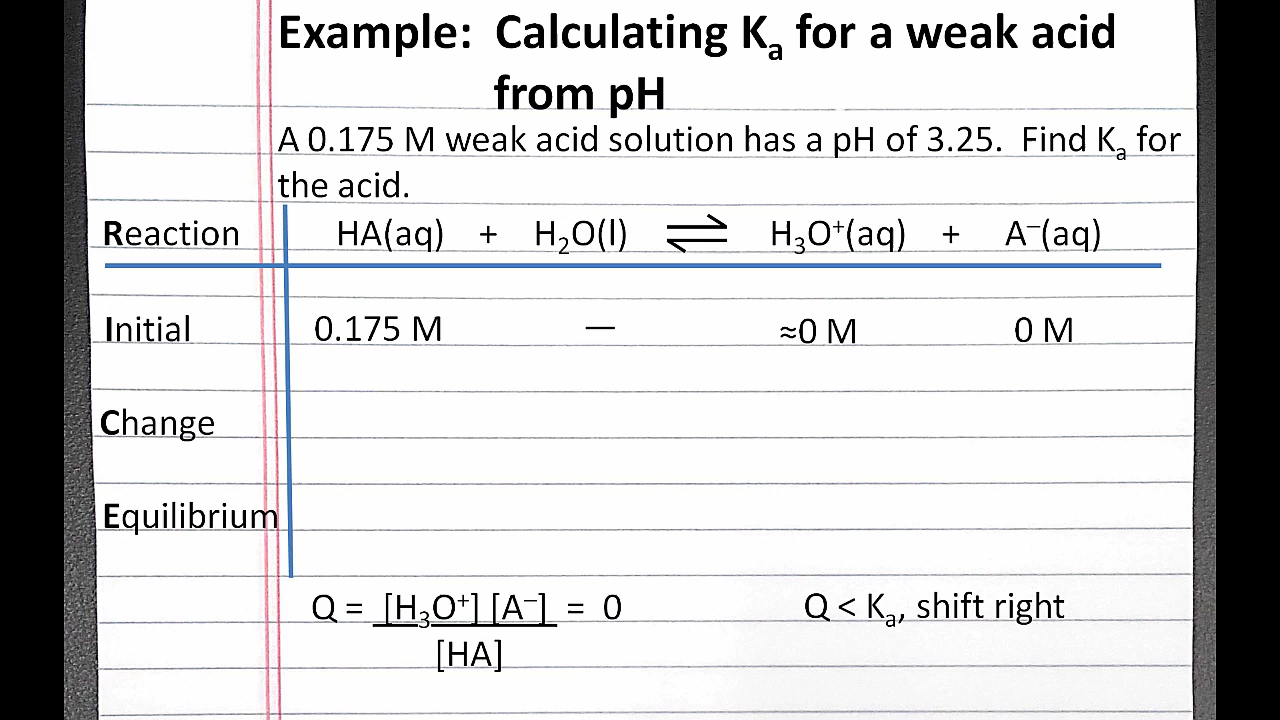 Example: Calculating Kₐ for a weak acid
from pH
A 0.175 M weak acid solution has a pH of 3.25. Find Kₐ for
the acid.
Reaction HA(aq) + H₂O(l) ⇌ H₃O⁺(aq) + A⁻(aq)
Initial 0.175 M — ≈0 M 0 M
Change
Equilibrium
Q = [H₃O⁺] [A⁻] = 0 Q < Kₐ, shift right
[HA]